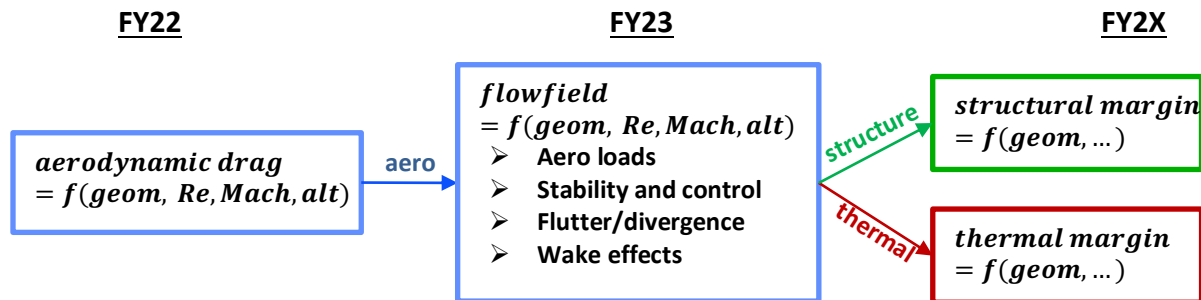 FY22
FY23
FY2X
aerodynamic drag
= f(geom, Re, Mach, alt)
aero
flowfield
= f(geom, Re, Mach, alt)
➢ Aero loads
➢ Stability and control
➢ Flutter/divergence
➢ Wake effects
structure
thermal
structural margin
= f(geom, ...)
thermal margin
= f(geom, ...)